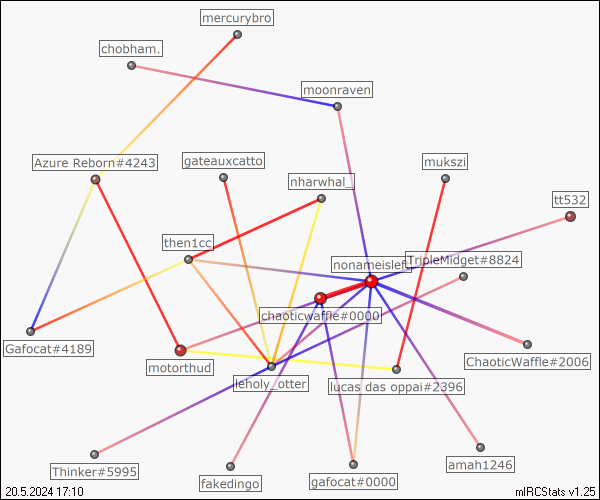 mercurybro
chobham.
moonraven
Azure Reborn#4243
gateauxcatto
mukszi
nharwhal_
tt532
then1cc
nonameisleft
TripleMidget#8824
chaoticwaffle#0000
Gafocat#4189
motorthud
ChaoticWaffle#2006
leholy_otter
lucas das oppai#2396
Thinker#5995
fakedingo
gafocat#0000
amah1246
20.5.2024 17:10
mIRCStats v1.25